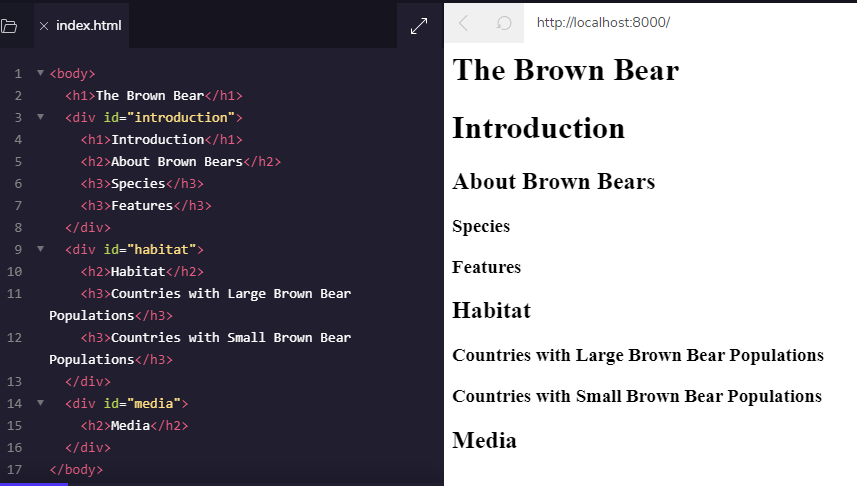 index.html
http://localhost:8000/
1 <body>
2 <h1>The Brown Bear</h1>
3 <div id="introduction">
4 <h1>Introduction</h1>
5 <h2>About Brown Bears</h2>
6 <h3>Species</h3>
7 <h3>Features</h3>
8 </div>
9 <div id="habitat">
10 <h2>Habitat</h2>
11 <h3>Countries with Large Brown Bear
Populations</h3>
12 <h3>Countries with Small Brown Bear
Populations</h3>
13 </div>
14 <div id="media">
15 <h2>Media</h2>
16 </div>
17 </body>
The Brown Bear
Introduction
About Brown Bears
Species
Features
Habitat
Countries with Large Brown Bear Populations
Countries with Small Brown Bear Populations
Media